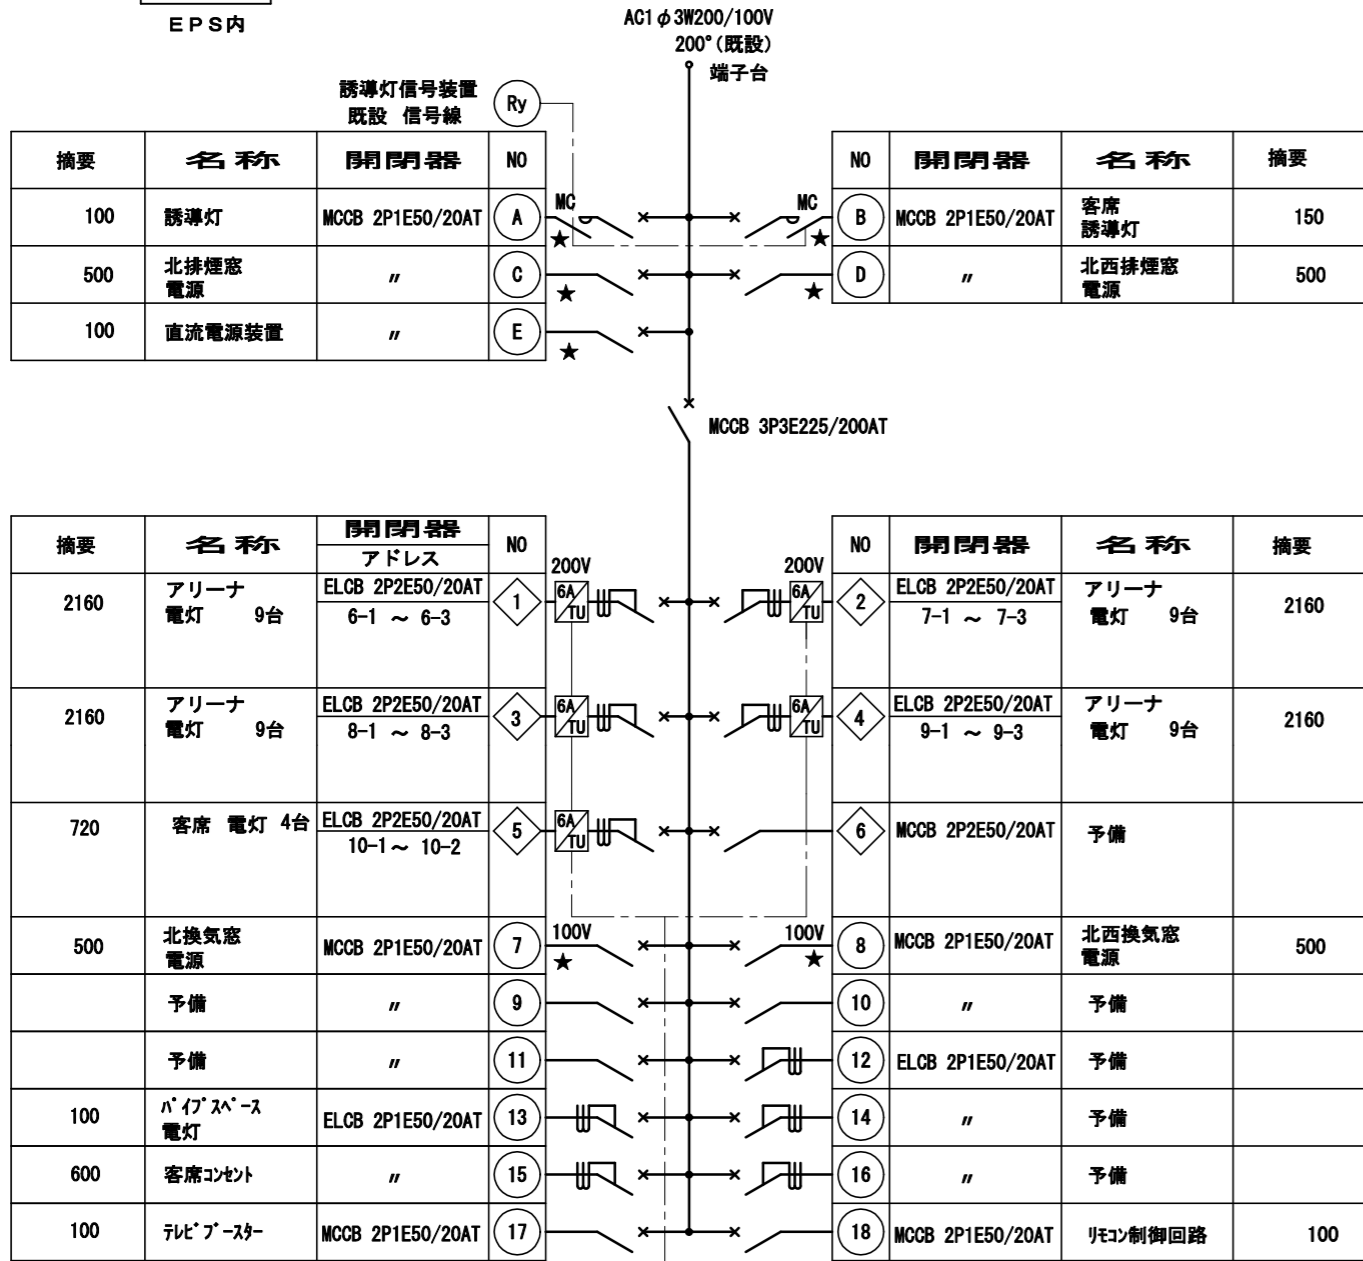 EPS内
AC1φ3W200/100V
200°(既設)
端子台
誘導灯信号装置
既設 信号線
Ry
摘要 名称 開閉器 NO
100 誘導灯 MCCB 2P1E50/20AT A MC ★
500 北排煙窓 電源 〃 C ★
100 直流電源装置 〃 E ★
NO 開閉器 名称 摘要
MC ★ B MCCB 2P1E50/20AT 客席 誘導灯 150
★ D 〃 北西排煙窓 電源 500
MCCB 3P3E225/200AT
摘要 名称 開閉器 アドレス NO
200V
2160 アリーナ 電灯 9台 ELCB 2P2E50/20AT 6-1 ～ 6-3 1 6A/TU
2160 アリーナ 電灯 9台 ELCB 2P2E50/20AT 8-1 ～ 8-3 3 6A/TU
720 客席 電灯 4台 ELCB 2P2E50/20AT 10-1～ 10-2 5 6A/TU
500 北換気窓 電源 MCCB 2P1E50/20AT 7 100V ★
予備 〃 9
予備 〃 11
100 ﾊﾟｲﾌﾟｽﾍﾟｰｽ 電灯 ELCB 2P1E50/20AT 13
600 客席ｺﾝｾﾝﾄ 〃 15
100 ﾃﾚﾋﾞﾌﾞｰｽﾀｰ MCCB 2P1E50/20AT 17
NO 開閉器 名称 摘要
200V
6A/TU 2 ELCB 2P2E50/20AT 7-1 ～ 7-3 アリーナ 電灯 9台 2160
6A/TU 4 ELCB 2P2E50/20AT 9-1 ～ 9-3 アリーナ 電灯 9台 2160
6 MCCB 2P2E50/20AT 予備
100V ★ 8 MCCB 2P1E50/20AT 北西換気窓 電源 500
10 〃 予備
12 ELCB 2P1E50/20AT 予備
14 〃 予備
16 〃 予備
18 MCCB 2P1E50/20AT ﾘﾓｺﾝ制御回路 100